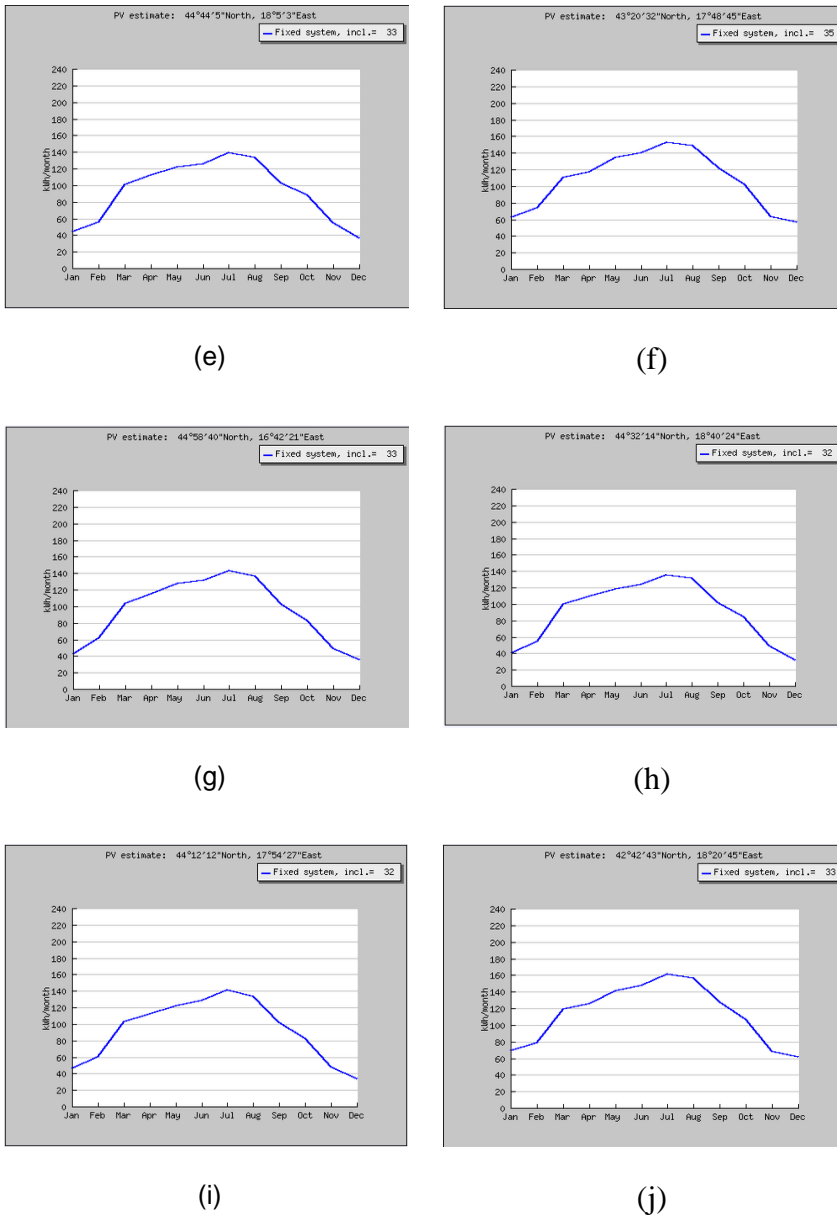 PV estimate: 44°44'5"North, 18°5'3"East
Fixed system, incl.= 33
kWh/month
240
220
200
180
160
140
120
100
80
60
40
20
0
Jan Feb Mar Apr May Jun Jul Aug Sep Oct Nov Dec
(e)
PV estimate: 43°20'32"North, 17°48'45"East
Fixed system, incl.= 35
kWh/month
240
220
200
180
160
140
120
100
80
60
40
20
0
Jan Feb Mar Apr May Jun Jul Aug Sep Oct Nov Dec
(f)
PV estimate: 44°58'40"North, 16°42'21"East
Fixed system, incl.= 33
kWh/month
240
220
200
180
160
140
120
100
80
60
40
20
0
Jan Feb Mar Apr May Jun Jul Aug Sep Oct Nov Dec
(g)
PV estimate: 44°32'14"North, 18°40'24"East
Fixed system, incl.= 32
kWh/month
240
220
200
180
160
140
120
100
80
60
40
20
0
Jan Feb Mar Apr May Jun Jul Aug Sep Oct Nov Dec
(h)
PV estimate: 44°12'12"North, 17°54'27"East
Fixed system, incl.= 32
kWh/month
240
220
200
180
160
140
120
100
80
60
40
20
0
Jan Feb Mar Apr May Jun Jul Aug Sep Oct Nov Dec
(i)
PV estimate: 42°42'43"North, 18°20'45"East
Fixed system, incl.= 33
kWh/month
240
220
200
180
160
140
120
100
80
60
40
20
0
Jan Feb Mar Apr May Jun Jul Aug Sep Oct Nov Dec
(j)